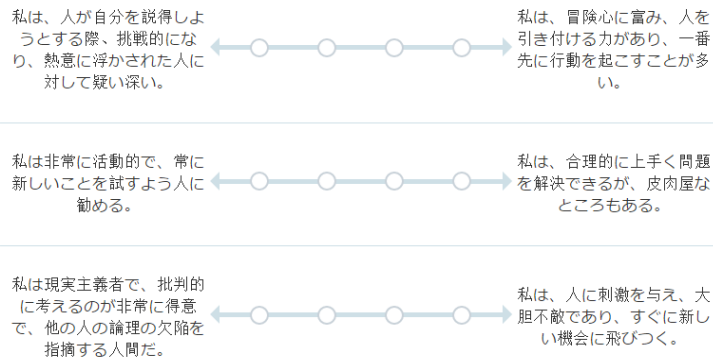 私は、人が自分を説得しよ
うとする際、挑戦的にな
り、熱意に浮かされた人に
対して疑い深い。
私は、冒険心に富み、人を
引き付ける力があり、一番
先に行動を起こすことが多
い。
私は非常に活動的で、常に
新しいことを試すよう人に
勧める。
私は、合理的に上手く問題
を解決できるが、皮肉屋な
ところもある。
私は現実主義者で、批判的
に考えるのが非常に得意
で、他の人の論理の欠陥を
指摘する人間だ。
私は、人に刺激を与え、大
胆不敵であり、すぐに新し
い機会に飛びつく。